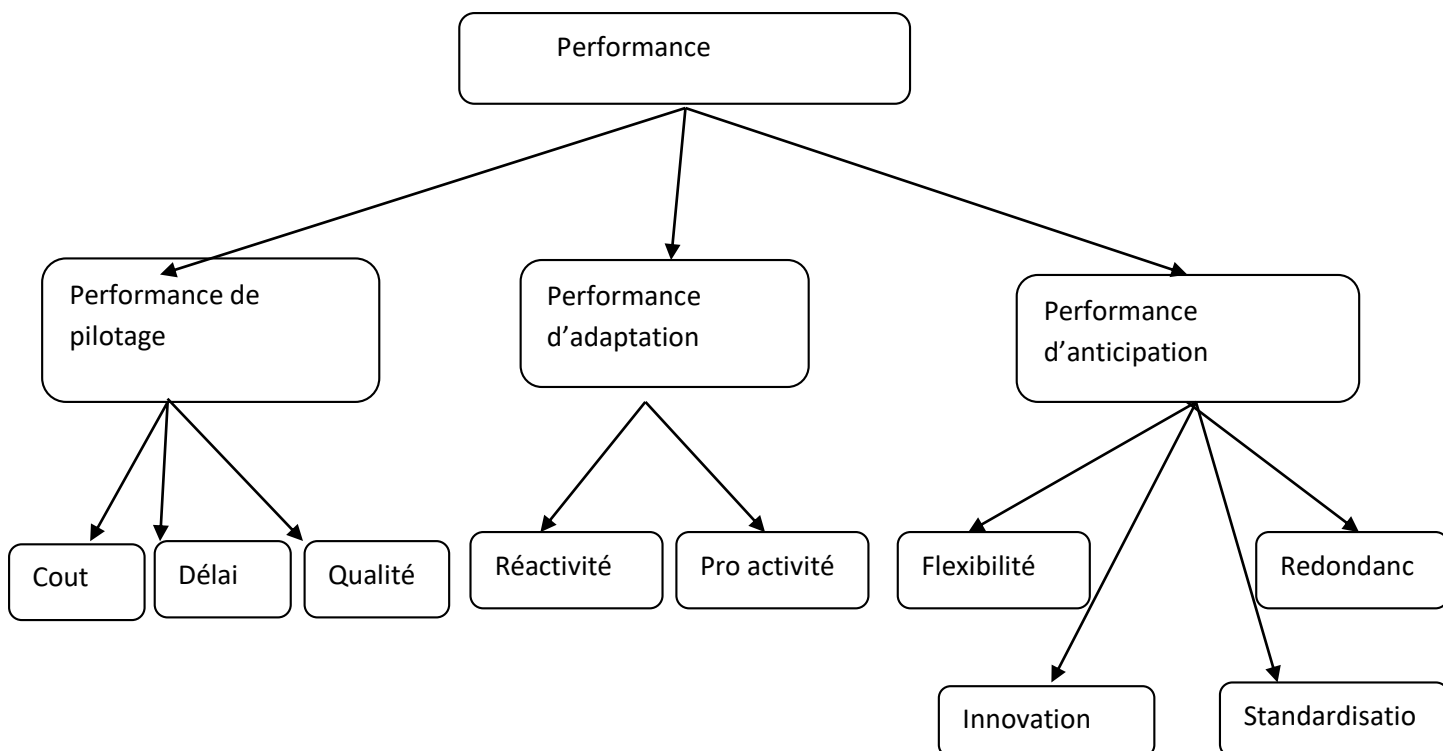 Performance
Performance de
pilotage
Performance
d’adaptation
Performance
d’anticipation
Cout
Délai
Qualité
Réactivité
Pro activité
Flexibilité
Redondanc
Innovation
Standardisatio